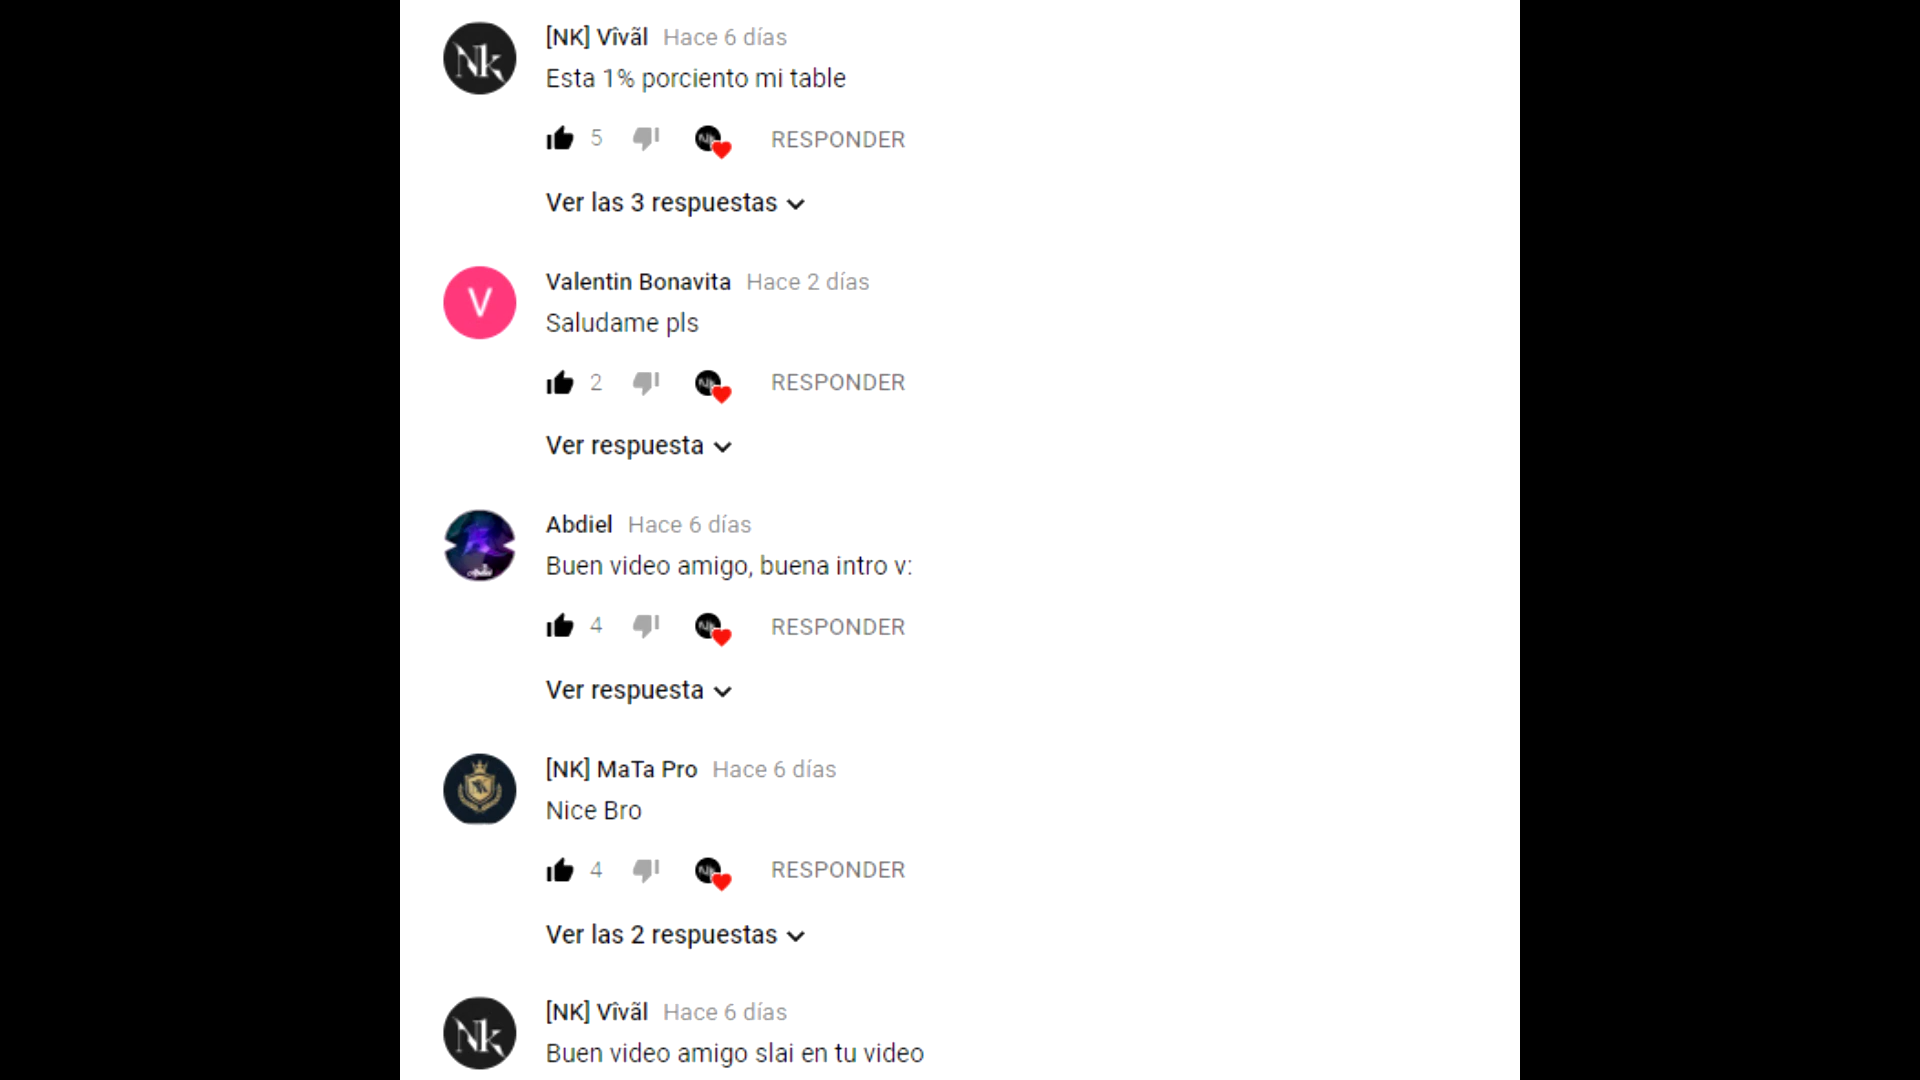 [NK] Vîvãl Hace 6 días
Esta 1% porciento mi table
5 RESPONDER
Ver las 3 respuestas
V
Valentin Bonavita Hace 2 días
Saludame pls
2 RESPONDER
Ver respuesta
Abdiel Hace 6 días
Buen video amigo, buena intro v:
4 RESPONDER
Ver respuesta
[NK] MaTa Pro Hace 6 días
Nice Bro
4 RESPONDER
Ver las 2 respuestas
Nk
[NK] Vîvãl Hace 6 días
Buen video amigo slai en tu video